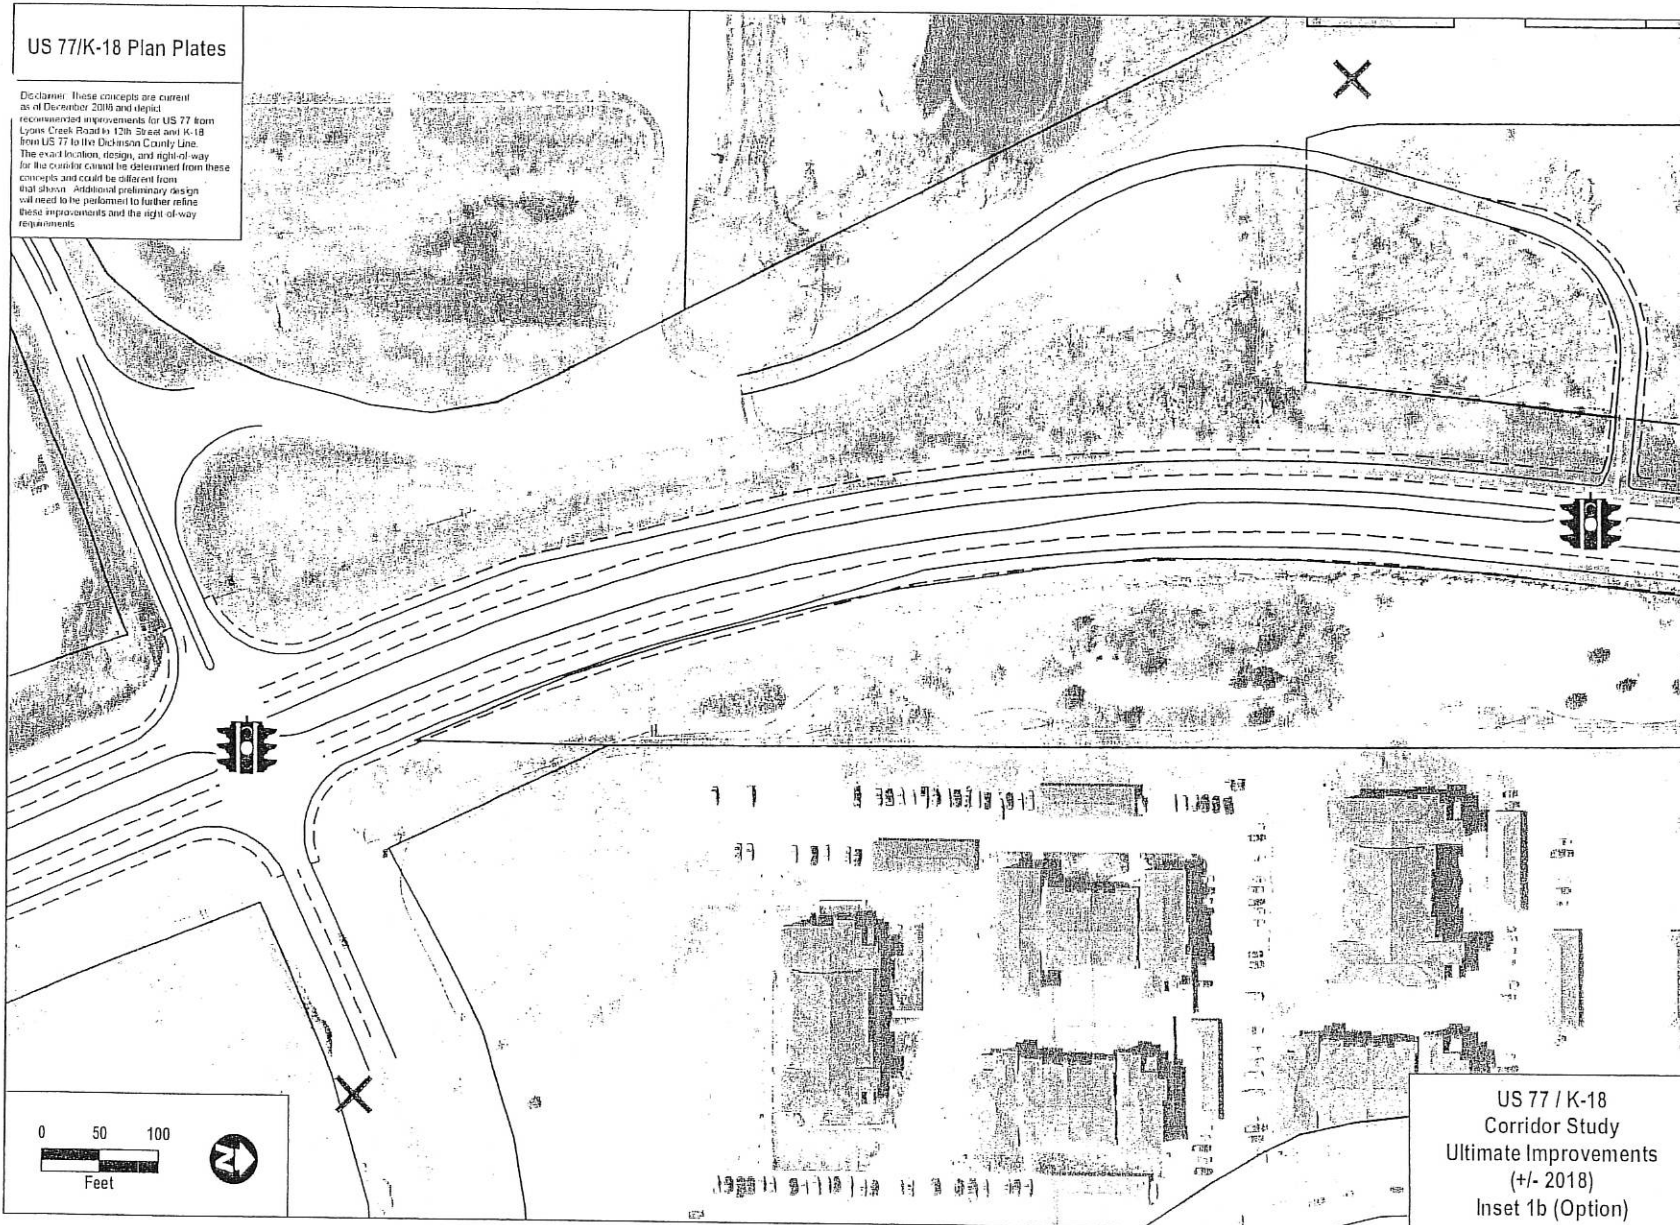 US 77/K-18 Plan Plates
Disclaimer: These concepts are current
as of December 2008 and depict
recommended improvements for US 77 from
Lyons Creek Road to 12th Street and K-18
from US 77 to the Dickinson County Line.
The exact location, design, and right-of-way
for the corridor cannot be determined from these
concepts and could be different from
that shown. Additional preliminary design
will need to be performed to further refine
these improvements and the right-of-way
requirements
0 50 100
Feet
N
US 77 / K-18
Corridor Study
Ultimate Improvements
(+/- 2018)
Inset 1b (Option)